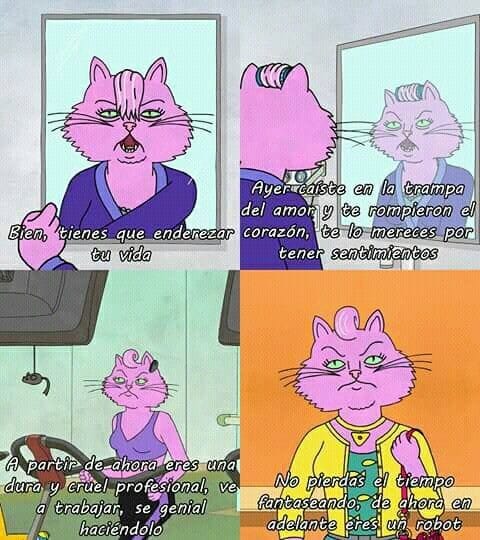 Bien, tienes que enderezar
tu vida
Ayer caíste en la trampa
del amor y te rompieron el
corazón, te lo mereces por
tener sentimientos
A partir de ahora eres una
dura y cruel profesional, ve
a trabajar, se genial
haciéndolo
No pierdas el tiempo
fantaseando, de ahora en
adelante eres un robot